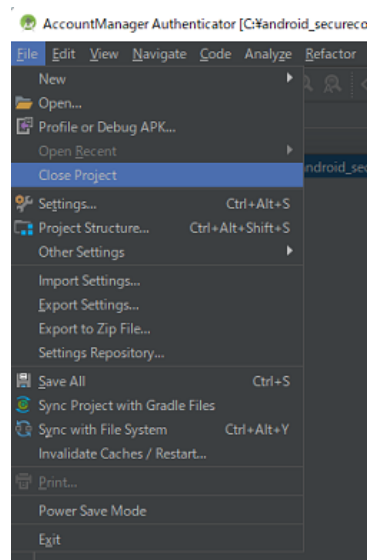 AccountManager Authenticator [C:¥android_secureco
File Edit View Navigate Code Analyze Refactor
New
Open...
Profile or Debug APK...
Open Recent
Close Project
ndroid_sec
Settings... Ctrl+Alt+S
Project Structure... Ctrl+Alt+Shift+S
Other Settings
Import Settings...
Export Settings...
Export to Zip File...
Settings Repository...
Save All Ctrl+S
Sync Project with Gradle Files
Sync with File System Ctrl+Alt+Y
Invalidate Caches / Restart...
Print...
Power Save Mode
Exit